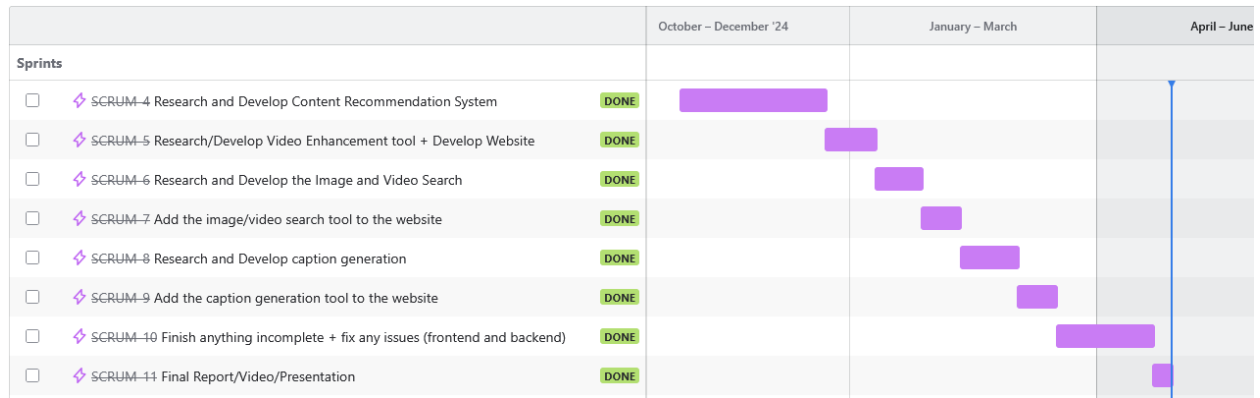 October – December '24 January – March April – June
Sprints
SCRUM-4 Research and Develop Content Recommendation System DONE
SCRUM-5 Research/Develop Video Enhancement tool + Develop Website DONE
SCRUM-6 Research and Develop the Image and Video Search DONE
SCRUM-7 Add the image/video search tool to the website DONE
SCRUM-8 Research and Develop caption generation DONE
SCRUM-9 Add the caption generation tool to the website DONE
SCRUM-10 Finish anything incomplete + fix any issues (frontend and backend) DONE
SCRUM-11 Final Report/Video/Presentation DONE